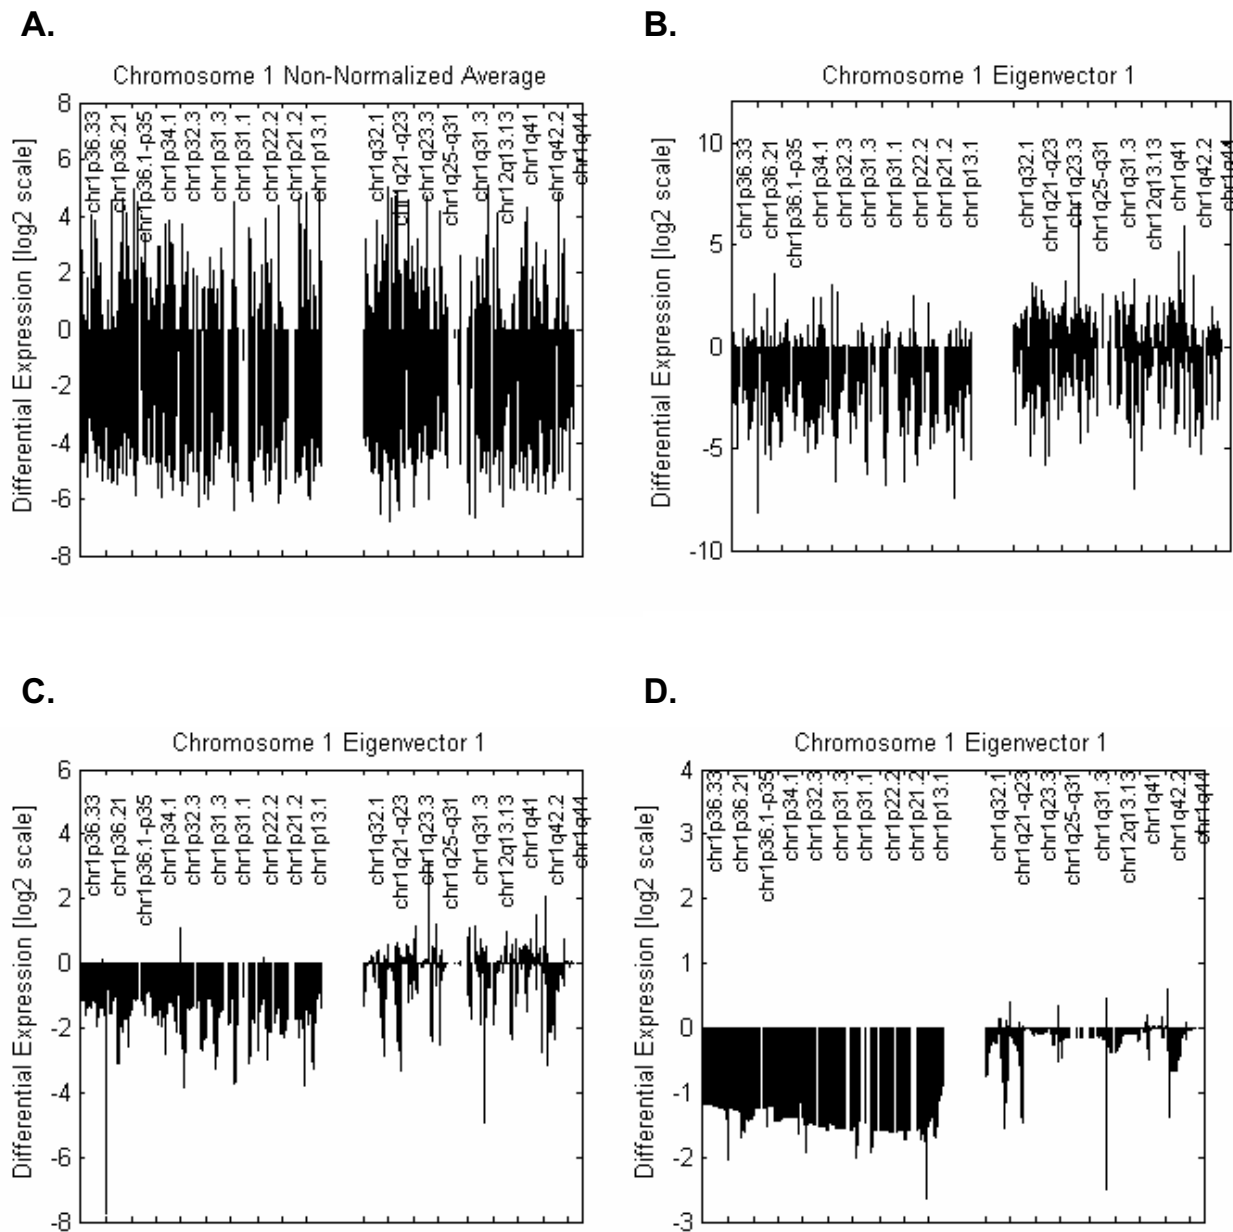 A.
Chromosome 1 Non-Normalized Average
Differential Expression [log2 scale]
8
6
4
2
0
-2
-4
-6
-8
chr1p36.33
chr1p36.21
chr1p36.1-p35
chr1p34.1
chr1p32.3
chr1p31.3
chr1p31.1
chr1p22.2
chr1p21.2
chr1p13.1
chr1q32.1
chr1q21-q23
chr1q23.3
chr1q25-q31
chr1q31.3
chr12q13.13
chr1q41
chr1q42.2
chr1q44
B.
Chromosome 1 Eigenvector 1
Differential Expression [log2 scale]
10
5
0
-5
-10
chr1p36.33
chr1p36.21
chr1p36.1-p35
chr1p34.1
chr1p32.3
chr1p31.3
chr1p31.1
chr1p22.2
chr1p21.2
chr1p13.1
chr1q32.1
chr1q21-q23
chr1q23.3
chr1q25-q31
chr1q31.3
chr12q13.13
chr1q41
chr1q42.2
chr1q44
C.
Chromosome 1 Eigenvector 1
Differential Expression [log2 scale]
6
4
2
0
-2
-4
-6
-8
chr1p36.33
chr1p36.21
chr1p36.1-p35
chr1p34.1
chr1p32.3
chr1p31.3
chr1p31.1
chr1p22.2
chr1p21.2
chr1p13.1
chr1q32.1
chr1q21-q23
chr1q23.3
chr1q25-q31
chr1q31.3
chr12q13.13
chr1q41
chr1q42.2
chr1q44
D.
Chromosome 1 Eigenvector 1
Differential Expression [log2 scale]
4
3
2
1
0
-1
-2
-3
chr1p36.33
chr1p36.21
chr1p36.1-p35
chr1p34.1
chr1p32.3
chr1p31.3
chr1p31.1
chr1p22.2
chr1p21.2
chr1p13.1
chr1q32.1
chr1q21-q23
chr1q23.3
chr1q25-q31
chr1q31.3
chr12q13.13
chr1q41
chr1q42.2
chr1q44